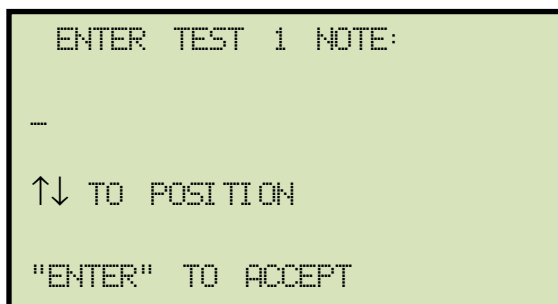 ENTER TEST 1 NOTE:
_
↑↓ TO POSITION
"ENTER" TO ACCEPT